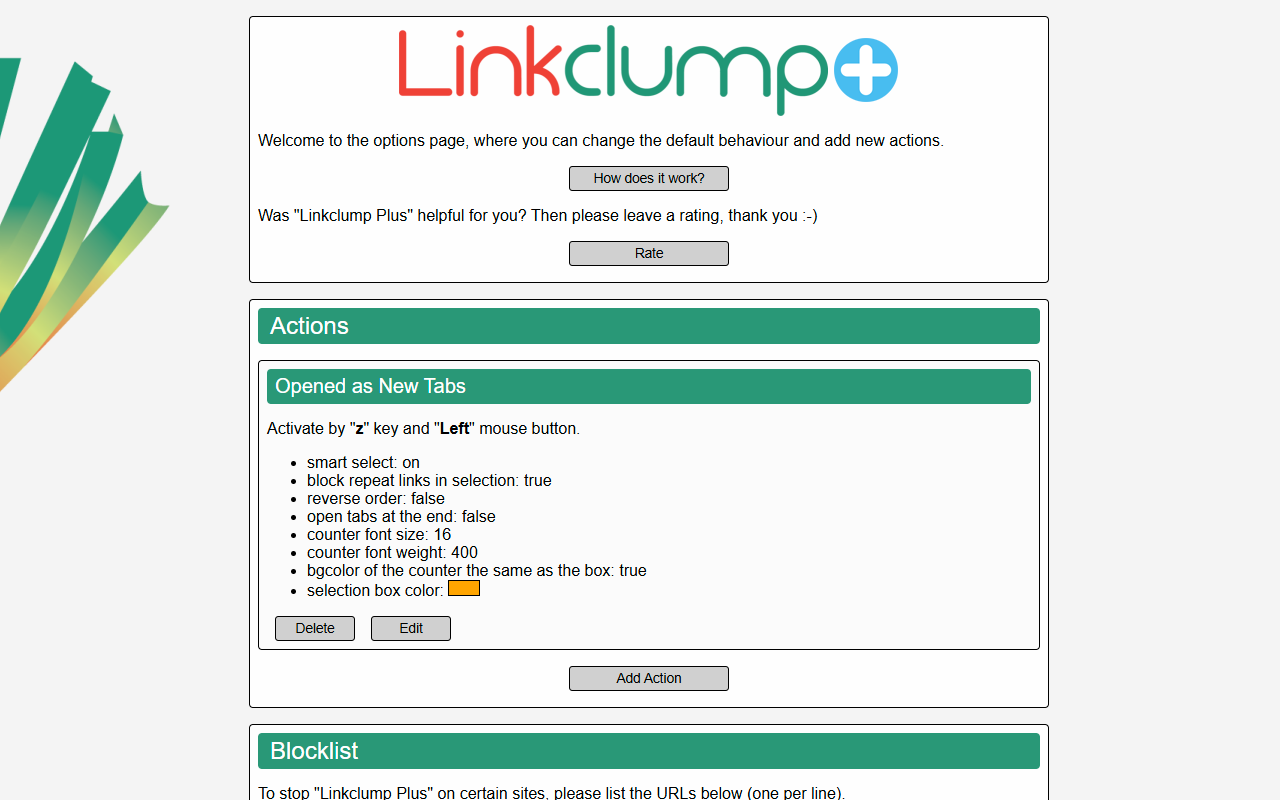 Linkclump+
Welcome to the options page, where you can change the default behaviour and add new actions.
How does it work?
Was "Linkclump Plus" helpful for you? Then please leave a rating, thank you :-)
Rate
Actions
Opened as New Tabs
Activate by "z" key and "Left" mouse button.
• smart select: on
• block repeat links in selection: true
• reverse order: false
• open tabs at the end: false
• counter font size: 16
• counter font weight: 400
• bgcolor of the counter the same as the box: true
• selection box color:
Delete Edit
Add Action
Blocklist
To stop "Linkclump Plus" on certain sites, please list the URLs below (one per line).